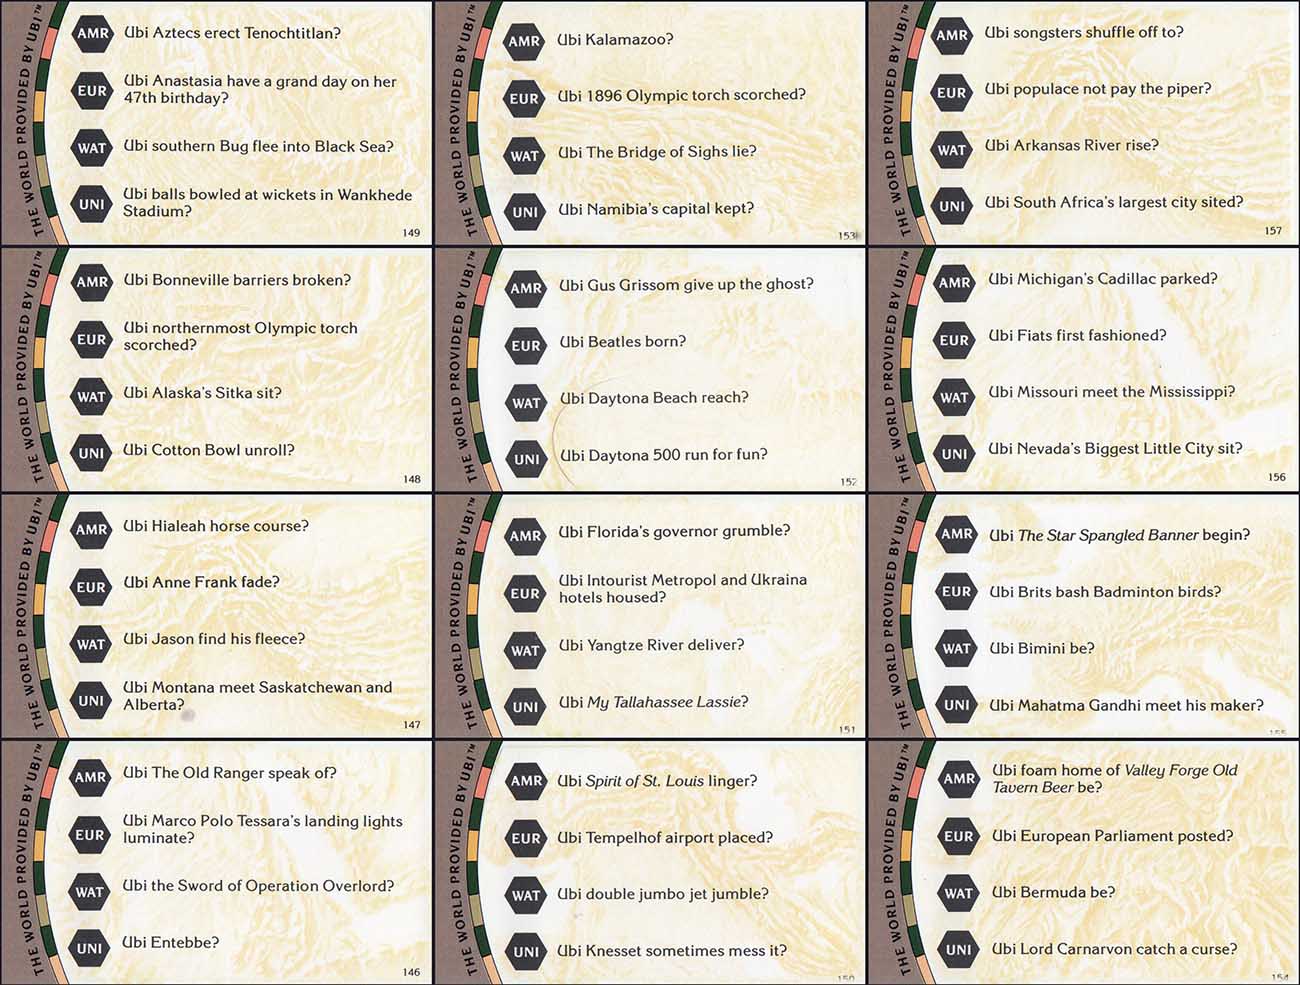 THE WORLD PROVIDED BY UBI™
AMR Ubi Aztecs erect Tenochtitlan?
EUR Ubi Anastasia have a grand day on her
47th birthday?
WAT Ubi southern Bug flee into Black Sea?
UNI Ubi balls bowled at wickets in Wankhede
Stadium?
149
THE WORLD PROVIDED BY UBI™
AMR Ubi Kalamazoo?
EUR Ubi 1896 Olympic torch scorched?
WAT Ubi The Bridge of Sighs lie?
UNI Ubi Namibia's capital kept?
153
THE WORLD PROVIDED BY UBI™
AMR Ubi songsters shuffle off to?
EUR Ubi populace not pay the piper?
WAT Ubi Arkansas River rise?
UNI Ubi South Africa's largest city sited?
157
THE WORLD PROVIDED BY UBI™
AMR Ubi Bonneville barriers broken?
EUR Ubi northernmost Olympic torch
scorched?
WAT Ubi Alaska's Sitka sit?
UNI Ubi Cotton Bowl unroll?
148
THE WORLD PROVIDED BY UBI™
AMR Ubi Gus Grissom give up the ghost?
EUR Ubi Beatles born?
WAT Ubi Daytona Beach reach?
UNI Ubi Daytona 500 run for fun?
152
THE WORLD PROVIDED BY UBI™
AMR Ubi Michigan's Cadillac parked?
EUR Ubi Fiats first fashioned?
WAT Ubi Missouri meet the Mississippi?
UNI Ubi Nevada's Biggest Little City sit?
156
THE WORLD PROVIDED BY UBI™
AMR Ubi Hialeah horse course?
EUR Ubi Anne Frank fade?
WAT Ubi Jason find his fleece?
UNI Ubi Montana meet Saskatchewan and
Alberta?
147
THE WORLD PROVIDED BY UBI™
AMR Ubi Florida's governor grumble?
EUR Ubi Intourist Metropol and Ukraina
hotels housed?
WAT Ubi Yangtze River deliver?
UNI Ubi My Tallahassee Lassie?
151
THE WORLD PROVIDED BY UBI™
AMR Ubi The Star Spangled Banner begin?
EUR Ubi Brits bash Badminton birds?
WAT Ubi Bimini be?
UNI Ubi Mahatma Gandhi meet his maker?
155
THE WORLD PROVIDED BY UBI™
AMR Ubi The Old Ranger speak of?
EUR Ubi Marco Polo Tessara's landing lights
luminate?
WAT Ubi the Sword of Operation Overlord?
UNI Ubi Entebbe?
146
THE WORLD PROVIDED BY UBI™
AMR Ubi Spirit of St. Louis linger?
EUR Ubi Tempelhof airport placed?
WAT Ubi double jumbo jet jumble?
UNI Ubi Knesset sometimes mess it?
150
THE WORLD PROVIDED BY UBI™
AMR Ubi foam home of Valley Forge Old
Tavern Beer be?
EUR Ubi European Parliament posted?
WAT Ubi Bermuda be?
UNI Ubi Lord Carnarvon catch a curse?
154